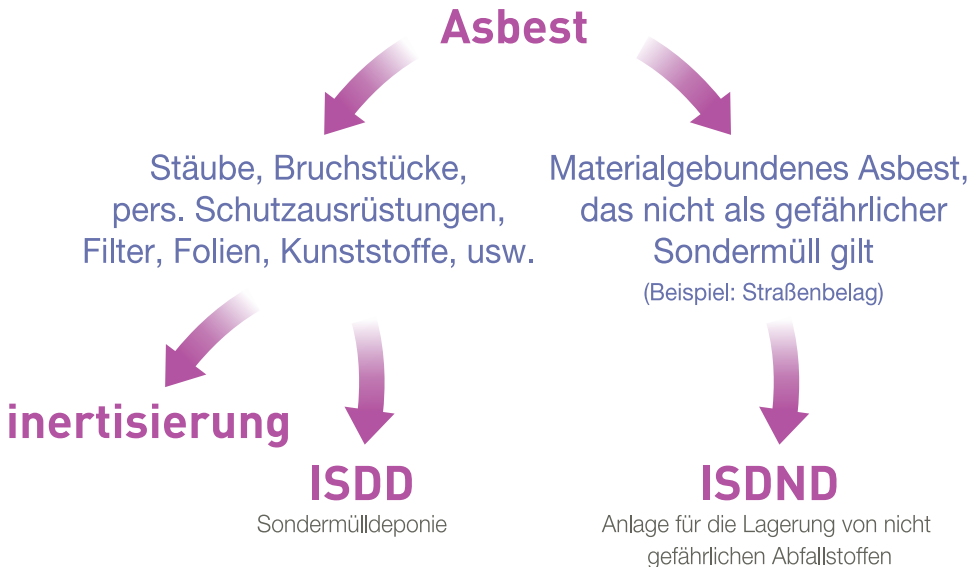 Asbest
Stäube, Bruchstücke,
pers. Schutzausrüstungen,
Filter, Folien, Kunststoffe, usw.
Materialgebundenes Asbest,
das nicht als gefährlicher
Sondermüll gilt
(Beispiel: Straßenbelag)
inertisierung
ISDD
Sondermülldeponie
ISDND
Anlage für die Lagerung von nicht
gefährlichen Abfallstoffen